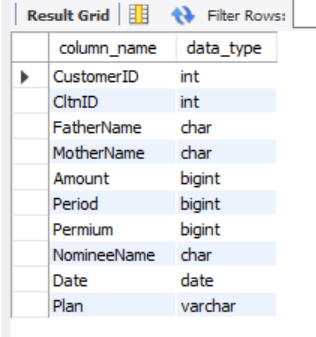 Result Grid Filter Rows:
column_name data_type
CustomerID int
CltnID int
FatherName char
MotherName char
Amount bigint
Period bigint
Permium bigint
NomineeName char
Date date
Plan varchar